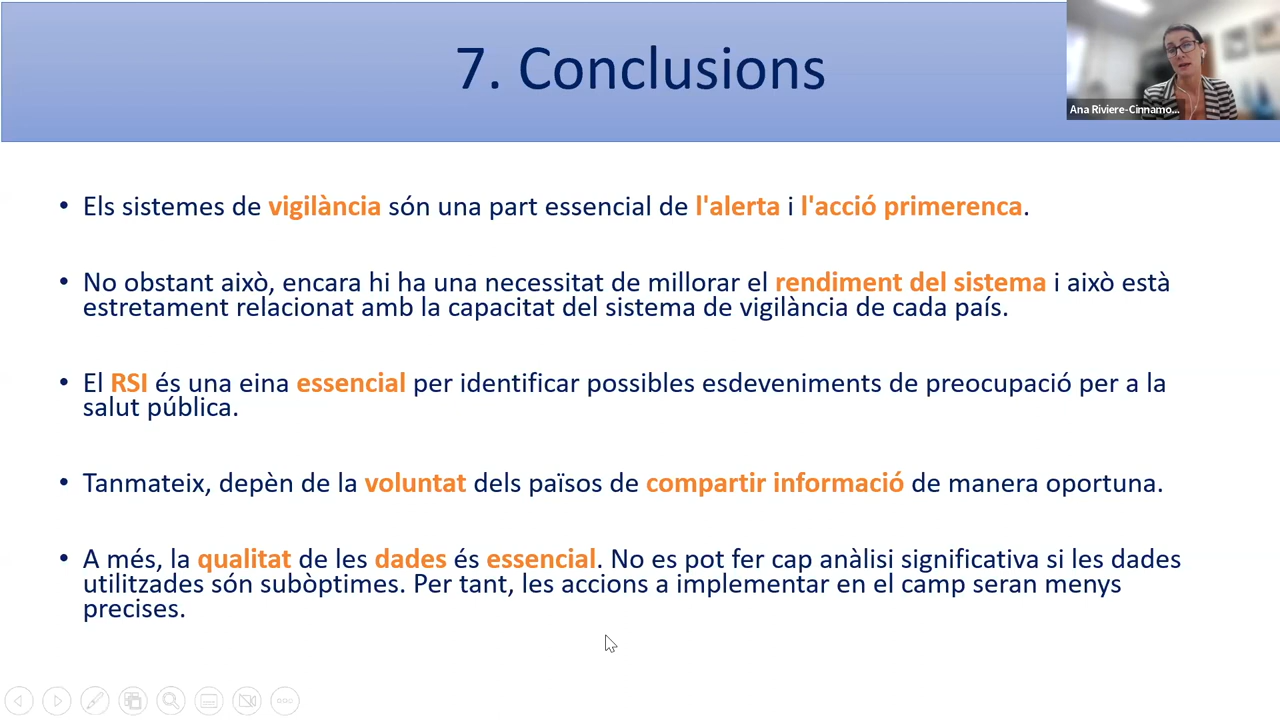 7. Conclusions
Ana Riviere-Cinnamo...
• Els sistemes de vigilància són una part essencial de l'alerta i l'acció primerenca.
• No obstant això, encara hi ha una necessitat de millorar el rendiment del sistema i això està
estretament relacionat amb la capacitat del sistema de vigilància de cada país.
• El RSI és una eina essencial per identificar possibles esdeveniments de preocupació per a la
salut pública.
• Tanmateix, depèn de la voluntat dels països de compartir informació de manera oportuna.
• A més, la qualitat de les dades és essencial. No es pot fer cap anàlisi significativa si les dades
utilitzades són subòptimes. Per tant, les accions a implementar en el camp seran menys
precises.